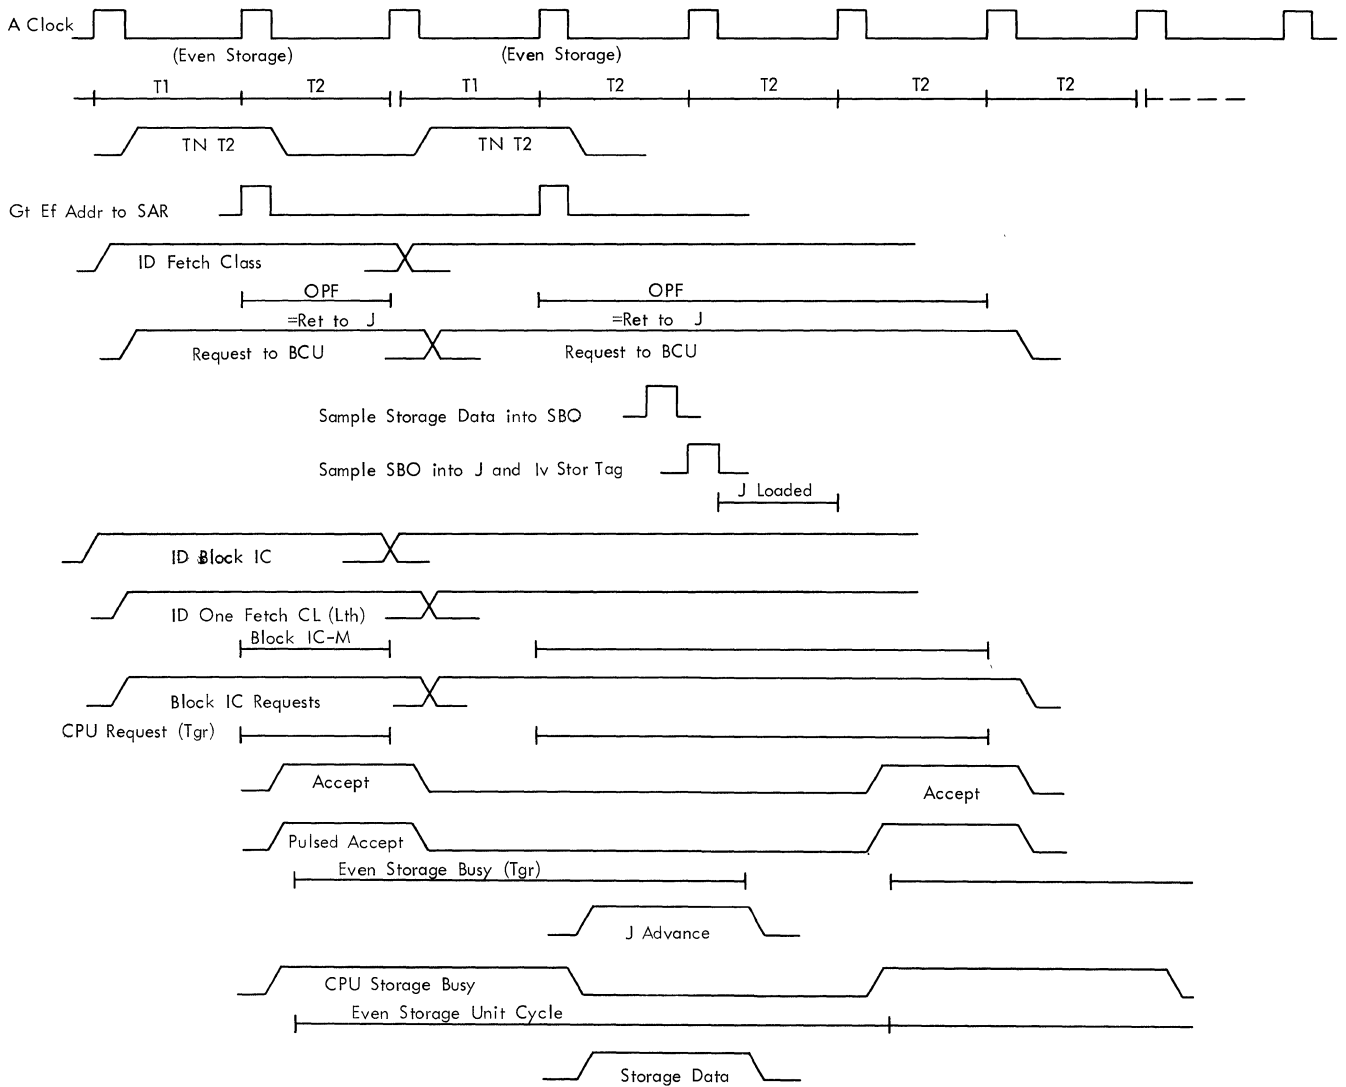 A Clock
(Even Storage) (Even Storage)
T1 T2 T1 T2 T2 T2 T2
TN T2 TN T2
Gt Ef Addr to SAR
ID Fetch Class
OPF OPF
=Ret to J =Ret to J
Request to BCU Request to BCU
Sample Storage Data into SBO
Sample SBO into J and Iv Stor Tag
J Loaded
ID Block IC
ID One Fetch CL (Lth)
Block IC-M
Block IC Requests
CPU Request (Tgr)
Accept Accept
Pulsed Accept
Even Storage Busy (Tgr)
J Advance
CPU Storage Busy
Even Storage Unit Cycle
Storage Data